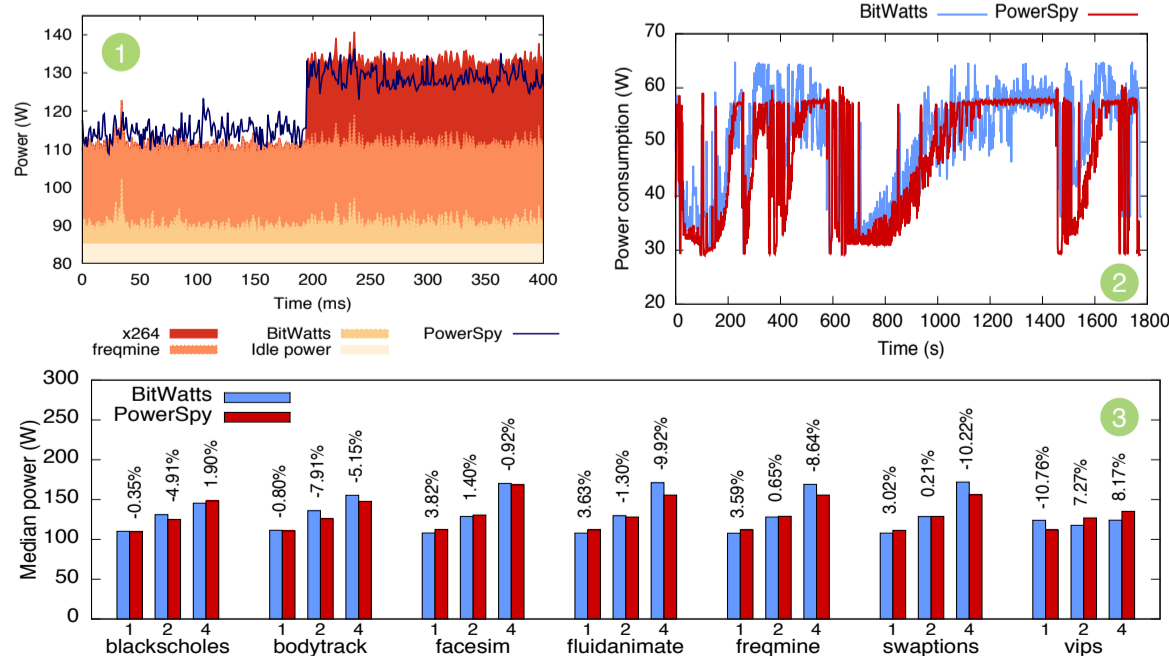 1
Power (W)
140
130
120
110
100
90
80
0 50 100 150 200 250 300 350 400
Time (ms)
x264
freqmine
BitWatts
Idle power
PowerSpy
BitWatts PowerSpy
Power consumption (W)
70
60
50
40
30
20
0 200 400 600 800 1000 1200 1400 1600 1800
Time (s)
2
Median power (W)
300
250
200
150
100
50
0
BitWatts
PowerSpy
3
-0.35% -4.91% 1.90% -0.80% -7.91% -5.15% 3.82% 1.40% -0.92% 3.63% -1.30% -9.92% 3.59% 0.65% -8.64% 3.02% 0.21% -10.22% -10.76% 7.27% 8.17%
1 2 4 1 2 4 1 2 4 1 2 4 1 2 4 1 2 4 1 2 4
blackscholes bodytrack facesim fluidanimate freqmine swaptions vips